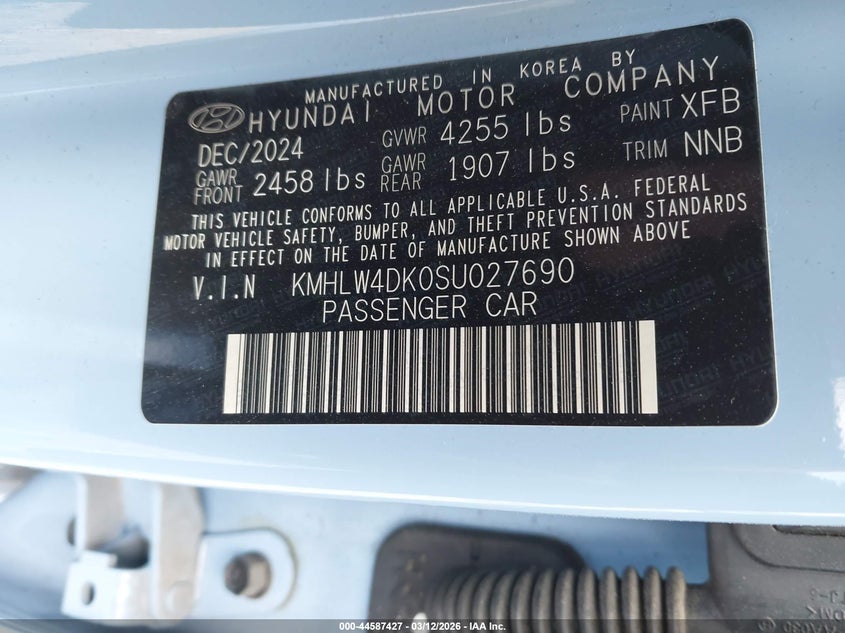 MANUFACTURED IN KOREA BY
HYUNDAI MOTOR COMPANY
DEC/2024 GVWR 4255 lbs PAINT XFB
GAWR FRONT 2458 lbs GAWR REAR 1907 lbs TRIM NNB
THIS VEHICLE CONFORMS TO ALL APPLICABLE U.S.A. FEDERAL
MOTOR VEHICLE SAFETY, BUMPER, AND THEFT PREVENTION STANDARDS
IN EFFECT ON THE DATE OF MANUFACTURE SHOWN ABOVE
V.I.N KMHLW4DK0SU027690
PASSENGER CAR
000-44587427 - 03/12/2026 - IAA Inc.